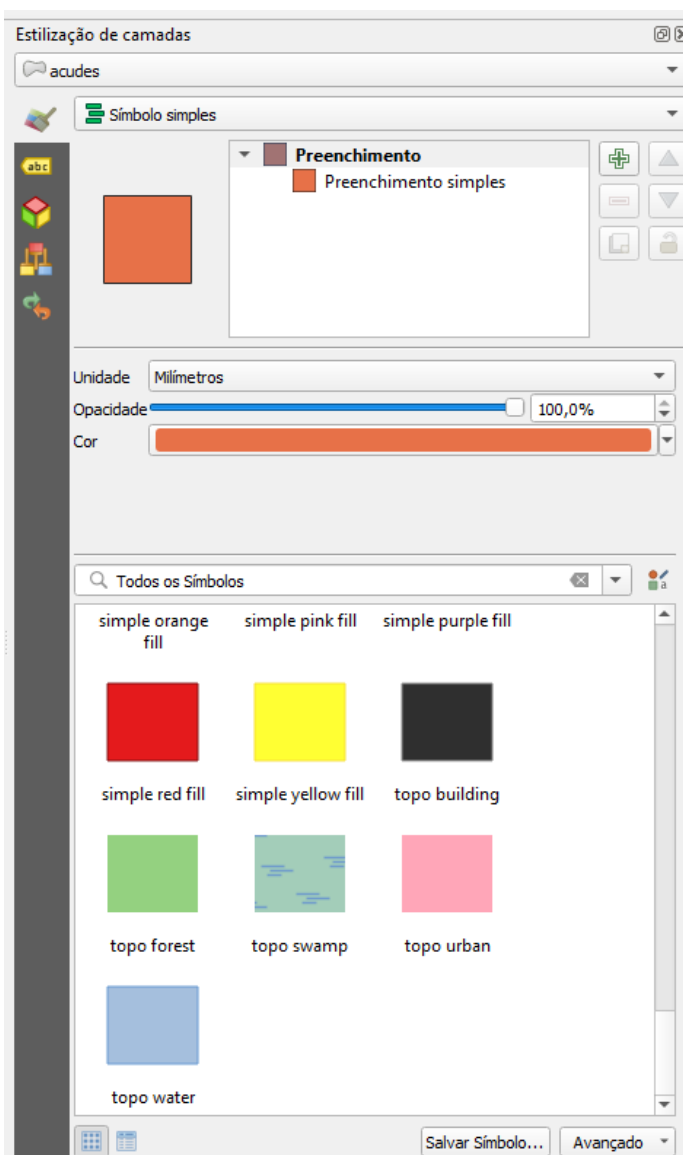 Estilização de camadas
acudes
Símbolo simples
abc
Preenchimento
Preenchimento simples
Unidade Milímetros
Opacidade 100,0%
Cor
Todos os Símbolos
a
simple orange fill
simple pink fill
simple purple fill
simple red fill
simple yellow fill
topo building
topo forest
topo swamp
topo urban
topo water
Salvar Símbolo... Avançado